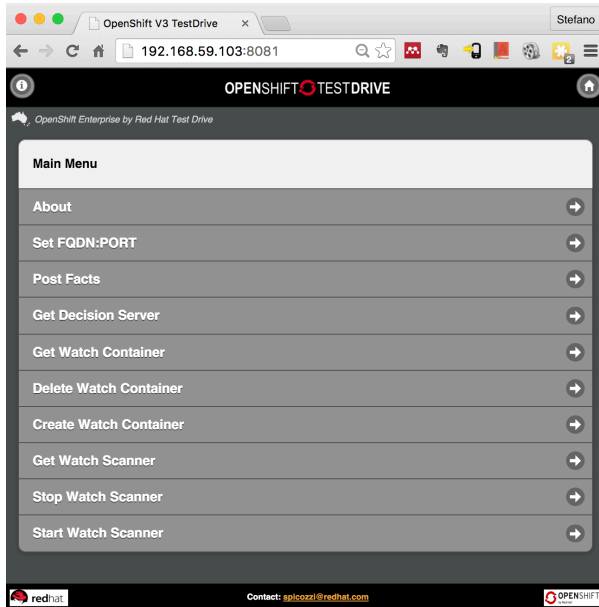 OpenShift V3 TestDrive
Stefano
192.168.59.103:8081
2
OPENSHIFT TESTDRIVE
OpenShift Enterprise by Red Hat Test Drive
Main Menu
About
Set FQDN:PORT
Post Facts
Get Decision Server
Get Watch Container
Delete Watch Container
Create Watch Container
Get Watch Scanner
Stop Watch Scanner
Start Watch Scanner
redhat
Contact: spicozzi@redhat.com
OPENSHIFT